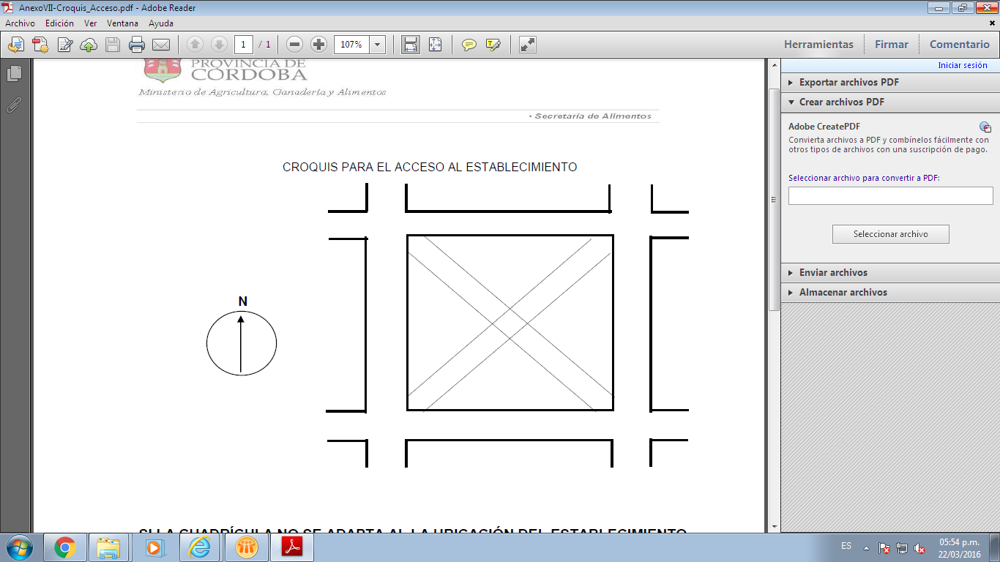 AnexoVII-Croquis_Acceso.pdf - Adobe Reader
Archivo Edición Ver Ventana Ayuda
1 / 1 107% Herramientas Firmar Comentario
Iniciar sesión
Exportar archivos PDF
Crear archivos PDF
Adobe CreatePDF
Convierta archivos a PDF y combínelos fácilmente con
otros tipos de archivos con una suscripción de pago.
Seleccionar archivo para convertir a PDF:
Seleccionar archivo
Enviar archivos
Almacenar archivos
PROVINCIA DE
CORDOBA
Ministerio de Agricultura, Ganadería y Alimentos
• Secretaría de Alimentos
CROQUIS PARA EL ACCESO AL ESTABLECIMIENTO
N
SI LA CUADRÍCULA NO SE ADAPTA AL LA UBICACIÓN DEL ESTABLECIMIENTO
ES
05:54 p.m.
22/03/2016